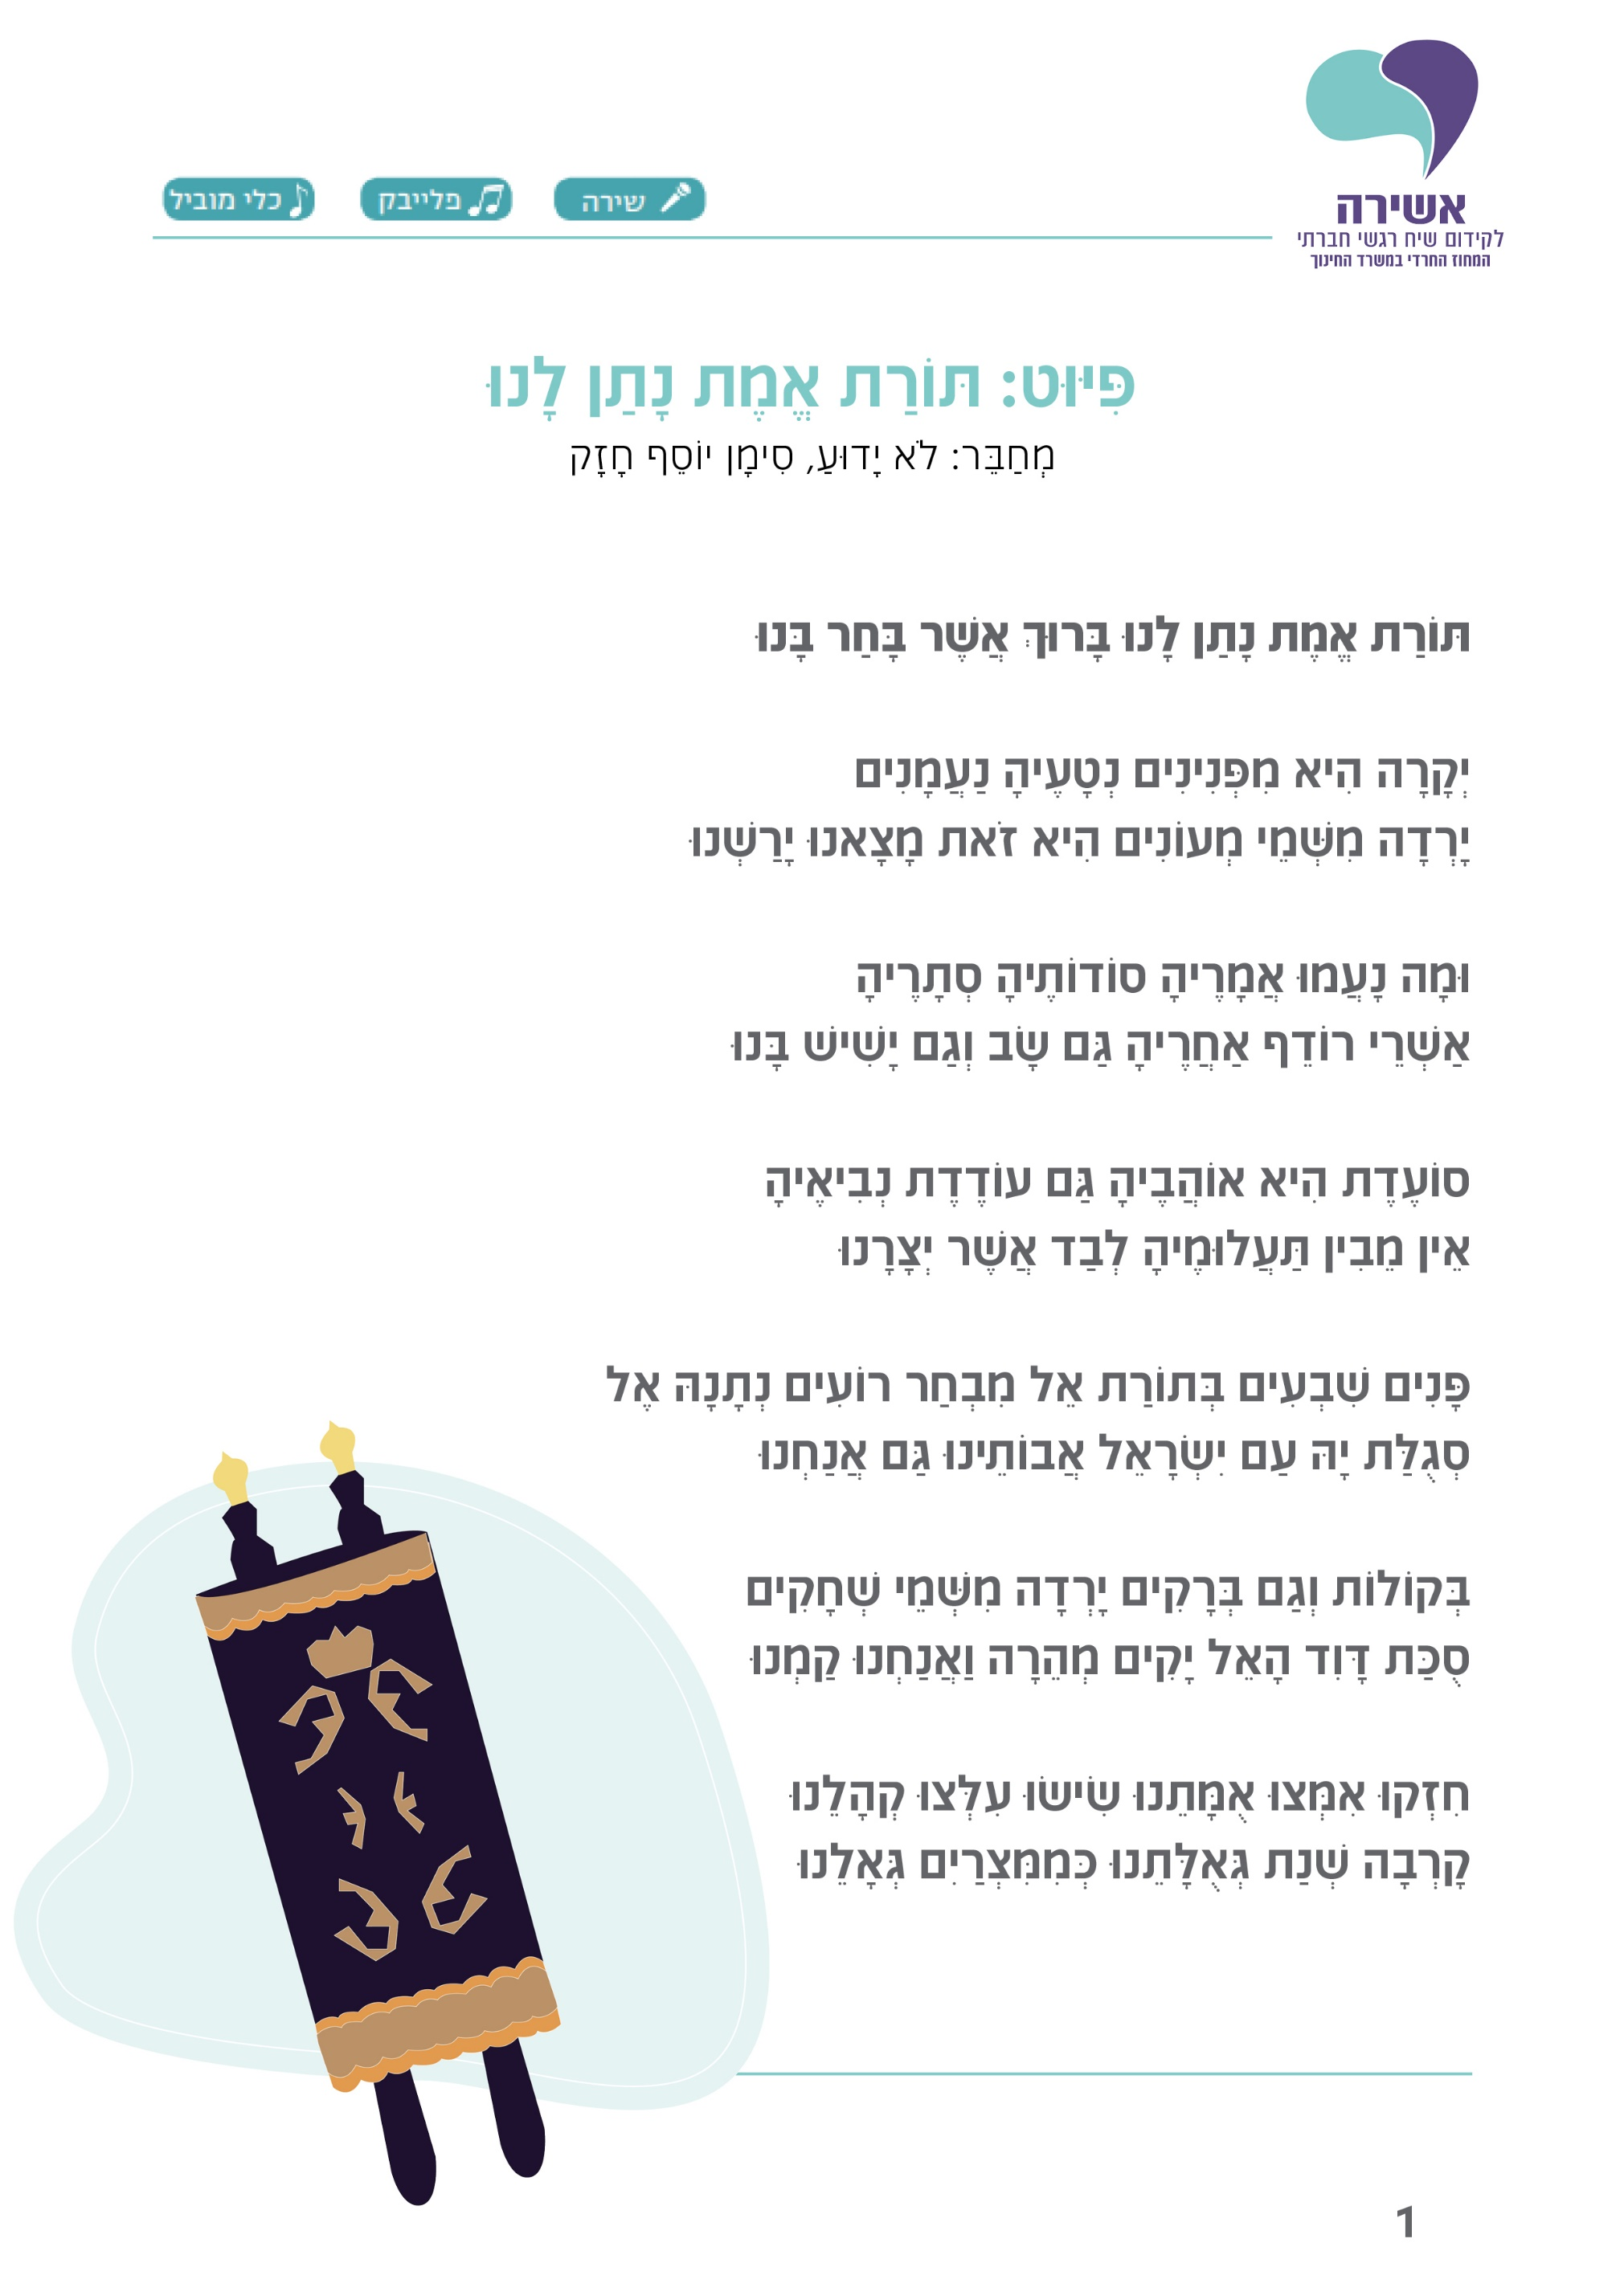 אשירה
לקידום שיח רגשי חברתי
המחוז החרדי במשרד החינוך
שירה
פלייבק
כלי מוביל
פִּיּוּט: תּוֹרַת אֱמֶת נָתַן לָנוּ
מְחַבֵּר: לֹא יָדוּעַ, סִימָן יוֹסֵף חָזָק
תּוֹרַת אֱמֶת נָתַן לָנוּ בָּרוּךְ אֲשֶׁר בָּחַר בָּנוּ
יְקָרָה הִיא מִפְּנִינִים נְטָעֶיהָ נַעֲמָנִים
יָרְדָה מִשְּׁמֵי מְעוֹנִים הִיא זֹאת מָצָאנוּ יָרַשְׁנוּ
וּמָה נָעֲמוּ אֲמָרֶיהָ סוֹדוֹתֶיהָ סְתָרֶיהָ
אַשְׁרֵי רוֹדֵף אַחֲרֶיהָ גַּם שָׂב וְגַם יָשִׁישׁ בָּנוּ
סוֹעֶדֶת הִיא אוֹהֲבֶיהָ גַּם עוֹדֶדֶת נְבִיאֶיהָ
אֵין מֵבִין תַּעֲלוּמֶיהָ לְבַד אֲשֶׁר יְצָרָנוּ
פָּנִים שִׁבְעִים בְּתוֹרַת אֵל מִבְחַר רוֹעִים נְתָנָהּ אֶל
סְגֻלַּת יָהּ עַם יִשְׂרָאֵל אֲבוֹתֵינוּ גַּם אֲנַחְנוּ
בְּקוֹלוֹת וְגַם בְּרָקִים יָרְדָה מִשְּׁמֵי שְׁחָקִים
סֻכַּת דָּוִד הָאֵל יָקִים מְהֵרָה וַאֲנַחְנוּ קַמְנוּ
חִזְקוּ אִמְּצוּ אֻמָּתֵנוּ שִׂישׂוּ עִלְּצוּ קְהָלֵנוּ
קָרְבָה שְׁנַת גְּאֻלָּתֵנוּ כְּמִמִּצְרַיִם גְּאָלֵנוּ
1